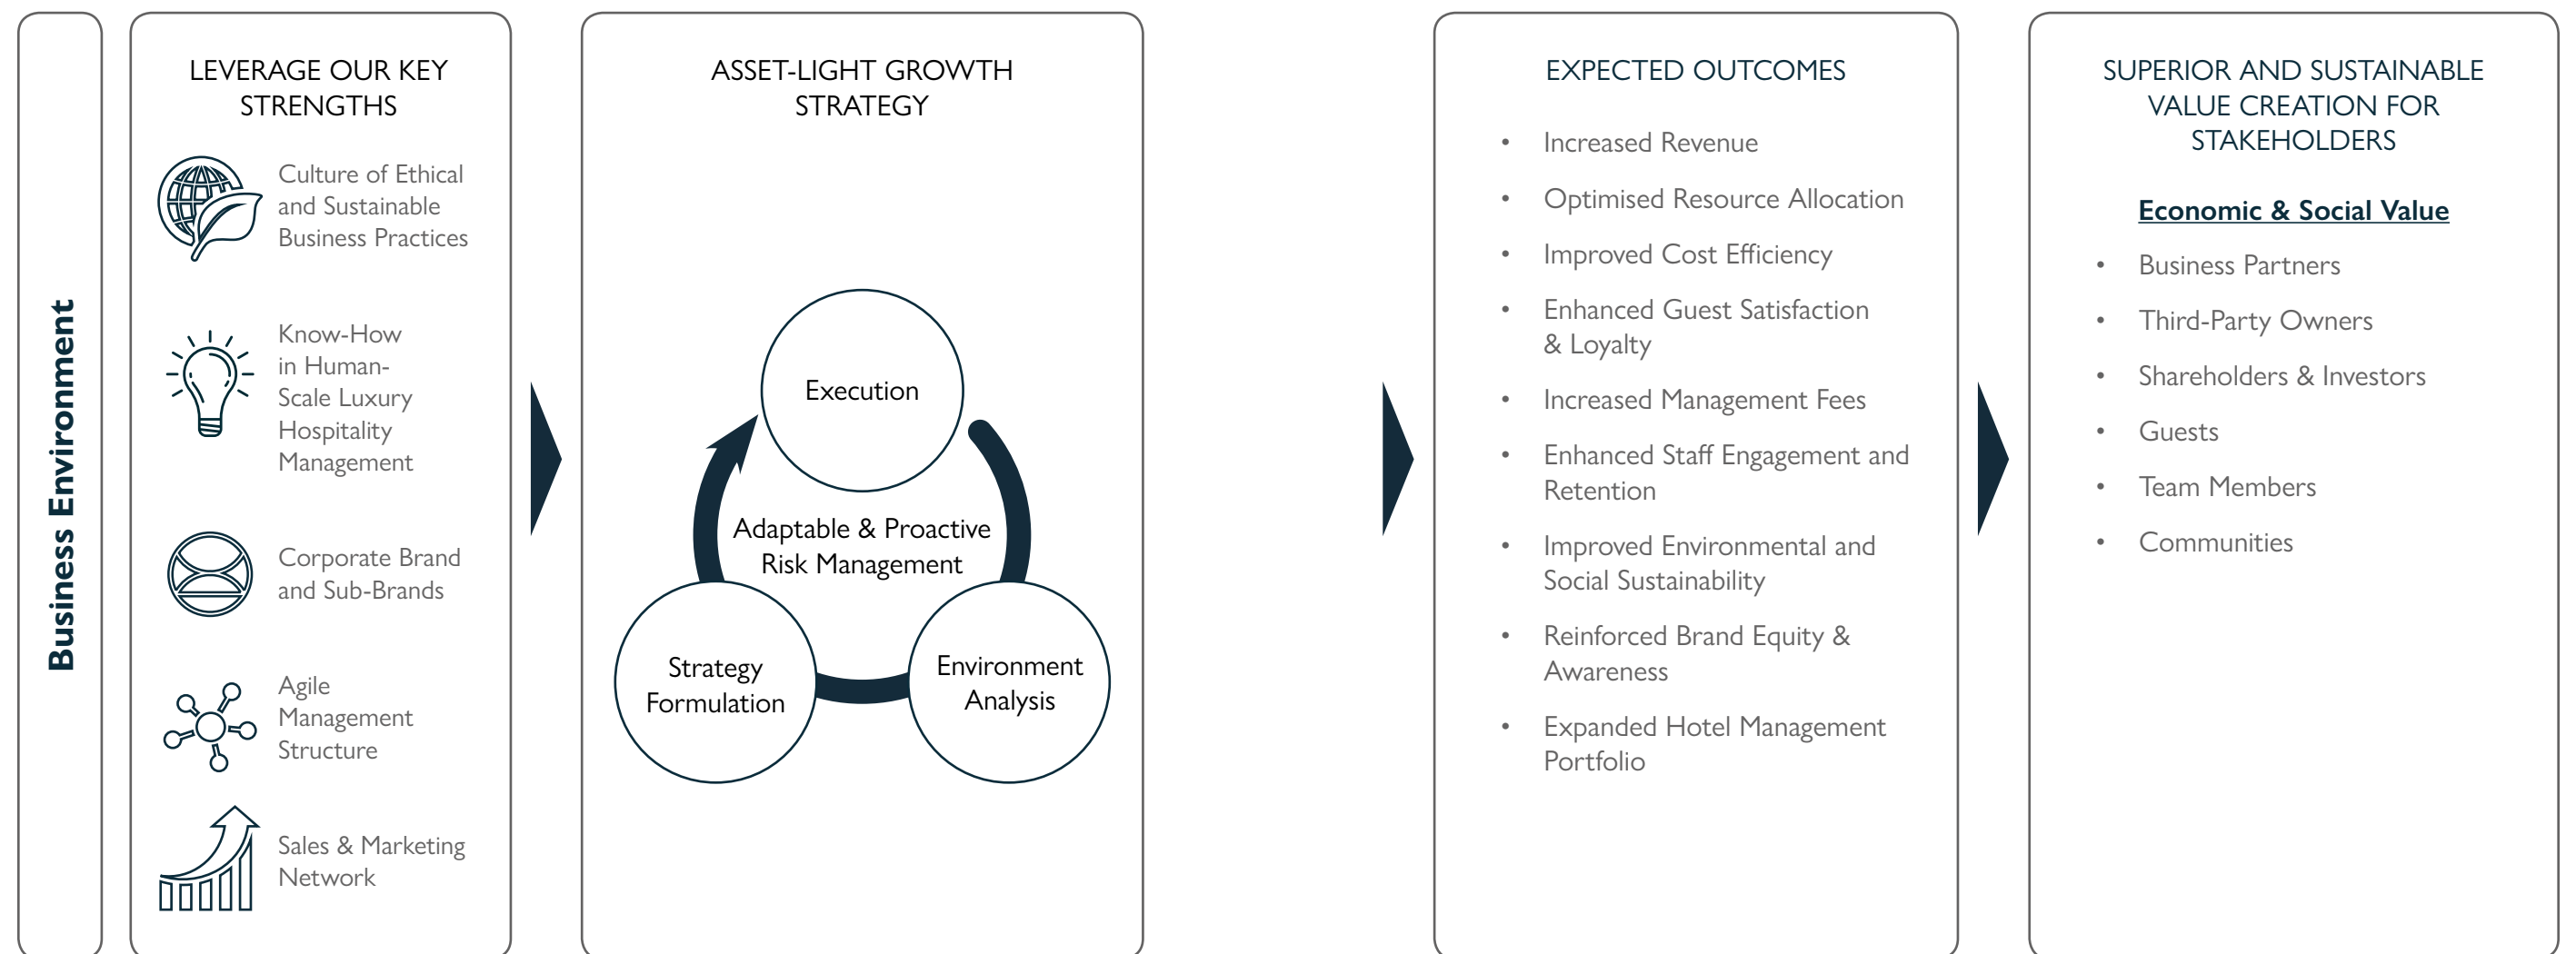 Business Environment
LEVERAGE OUR KEY
STRENGTHS
Culture of Ethical
and Sustainable
Business Practices
Know-How
in Human-
Scale Luxury
Hospitality
Management
Corporate Brand
and Sub-Brands
Agile
Management
Structure
Sales & Marketing
Network
ASSET-LIGHT GROWTH
STRATEGY
Execution
Adaptable & Proactive
Risk Management
Strategy
Formulation
Environment
Analysis
EXPECTED OUTCOMES
• Increased Revenue
• Optimised Resource Allocation
• Improved Cost Efficiency
• Enhanced Guest Satisfaction
& Loyalty
• Increased Management Fees
• Enhanced Staff Engagement and
Retention
• Improved Environmental and
Social Sustainability
• Reinforced Brand Equity &
Awareness
• Expanded Hotel Management
Portfolio
SUPERIOR AND SUSTAINABLE
VALUE CREATION FOR
STAKEHOLDERS
Economic & Social Value
• Business Partners
• Third-Party Owners
• Shareholders & Investors
• Guests
• Team Members
• Communities